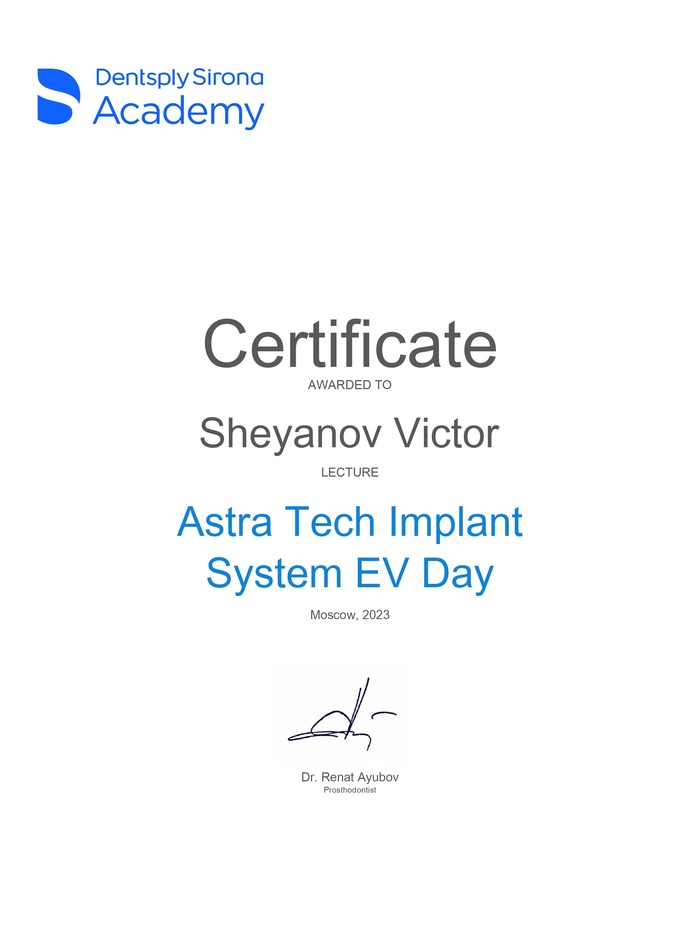 Dentsply Sirona
Academy
Certificate
AWARDED TO
Sheyanov Victor
LECTURE
Astra Tech Implant
System EV Day
Moscow, 2023
Dr. Renat Ayubov
Prosthodontist